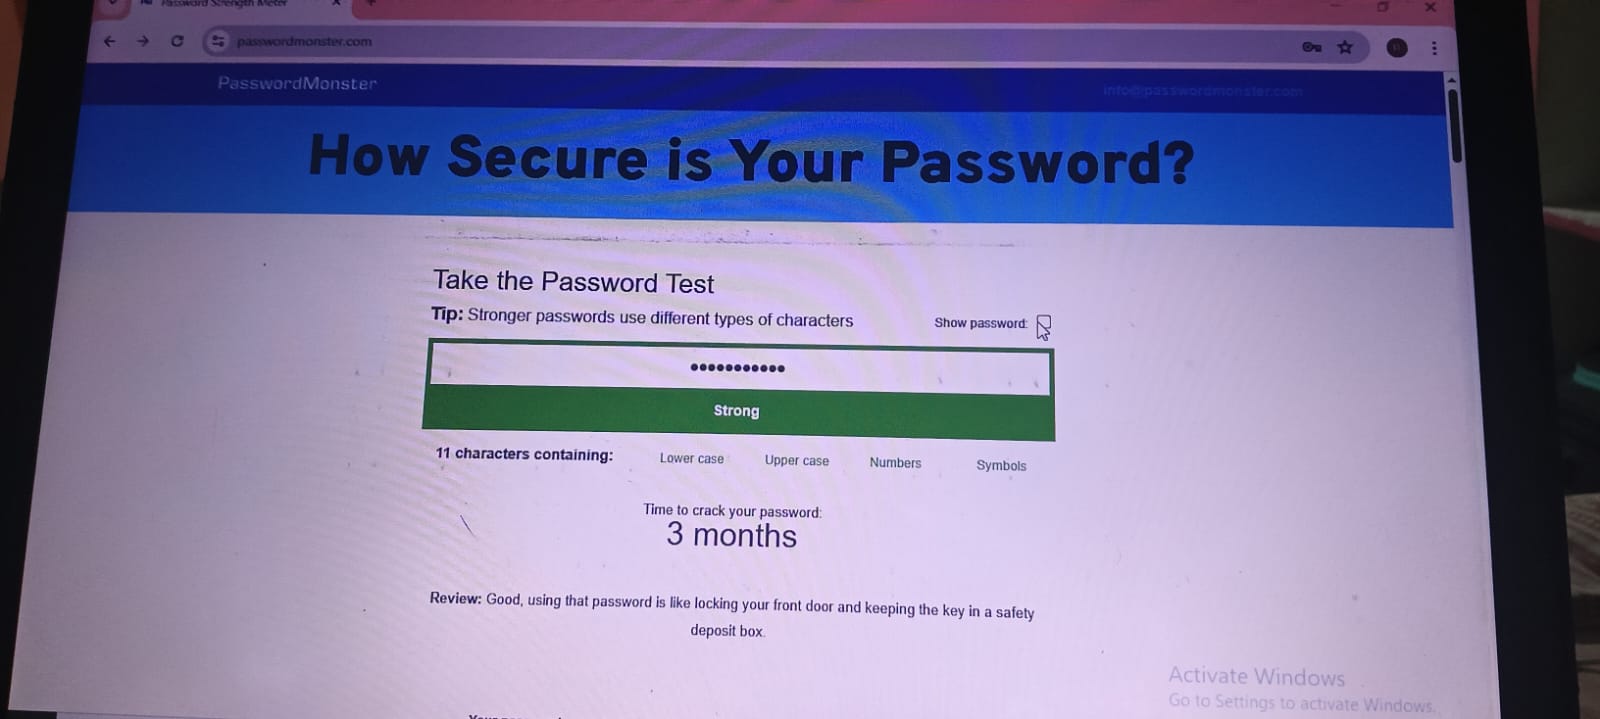 Password Strength Meter
passwordmonster.com
PasswordMonster
info@passwordmonster.com
How Secure is Your Password?
Take the Password Test
Tip: Stronger passwords use different types of characters
Show password:
•••••••••••
Strong
11 characters containing:
Lower case
Upper case
Numbers
Symbols
Time to crack your password:
3 months
Review: Good, using that password is like locking your front door and keeping the key in a safety
deposit box.
Activate Windows
Go to Settings to activate Windows.